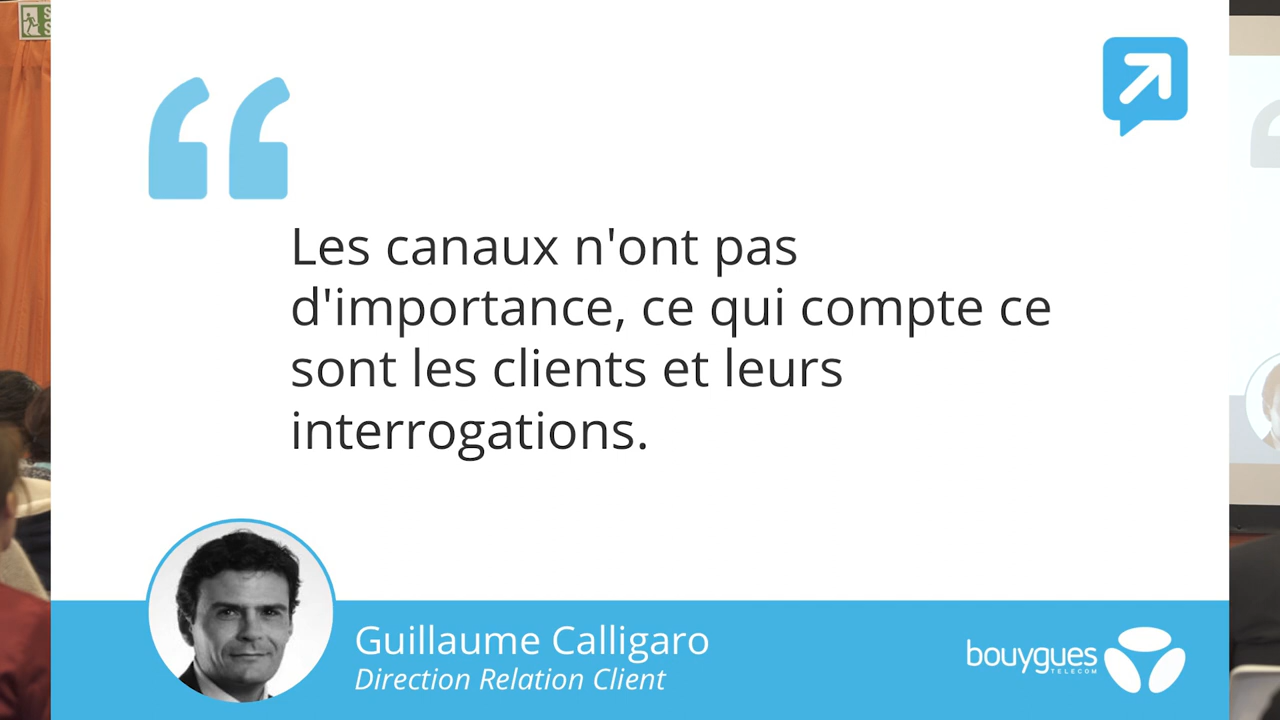 Les canaux n'ont pas
d'importance, ce qui compte ce
sont les clients et leurs
interrogations.
Guillaume Calligaro
Direction Relation Client
bouygues
TELECOM